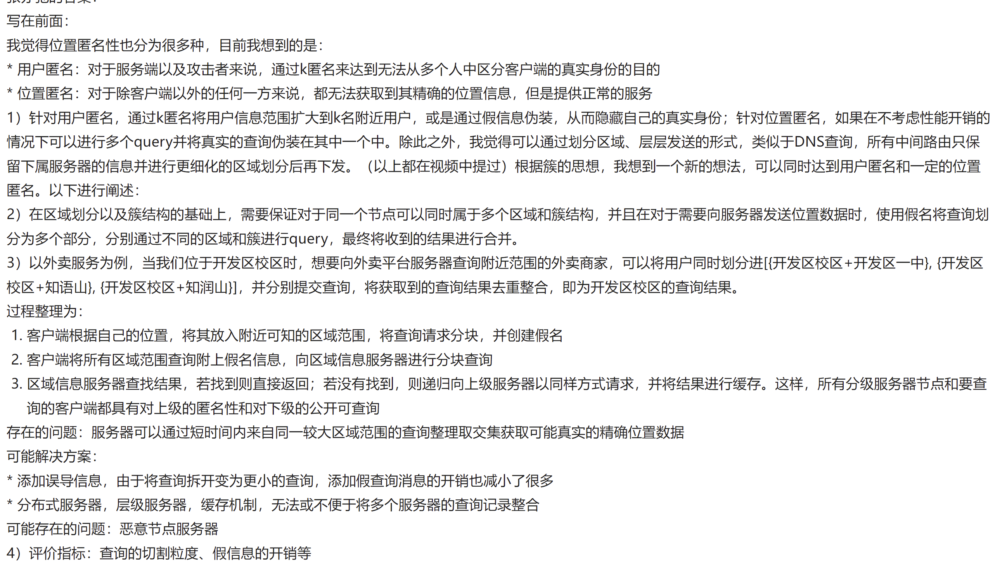 写在前面：
我觉得位置匿名性也分为很多种，目前我想到的是：
* 用户匿名：对于服务端以及攻击者来说，通过k匿名来达到无法从多个人中区分客户端的真实身份的目的
* 位置匿名：对于除客户端以外的任何一方来说，都无法获取到其精确的位置信息，但是提供正常的服务
1）针对用户匿名，通过k匿名将用户信息范围扩大到k名附近用户，或是通过假信息伪装，从而隐藏自己的真实身份；针对位置匿名，如果在不考虑性能开销的
情况下可以进行多个query并将真实的查询伪装在其中一个中。除此之外，我觉得可以通过划分区域、层层发送的形式，类似于DNS查询，所有中间路由只保
留下属服务器的信息并进行更细化的区域划分后再下发。（以上都在视频中提过）根据簇的思想，我想到一个新的想法，可以同时达到用户匿名和一定的位置
匿名。以下进行阐述：
2）在区域划分以及簇结构的基础上，需要保证对于同一个节点可以同时属于多个区域和簇结构，并且在对于需要向服务器发送位置数据时，使用假名将查询划
分为多个部分，分别通过不同的区域和簇进行query，最终将收到的结果进行合并。
3）以外卖服务为例，当我们位于开发区校区时，想要向外卖平台服务器查询附近范围的外卖商家，可以将用户同时划分进[{开发区校区+开发区一中}, {开发区
校区+知语山}, {开发区校区+知润山}]，并分别提交查询，将获取到的查询结果去重整合，即为开发区校区的查询结果。
过程整理为：
1. 客户端根据自己的位置，将其放入附近可知的区域范围，将查询请求分块，并创建假名
2. 客户端将所有区域范围查询附上假名信息，向区域信息服务器进行分块查询
3. 区域信息服务器查找结果，若找到则直接返回；若没有找到，则递归向上级服务器以同样方式请求，并将结果进行缓存。这样，所有分级服务器节点和要查
询的客户端都具有对上级的匿名性和对下级的公开可查询
存在的问题：服务器可以通过短时间内来自同一较大区域范围的查询整理取交集获取可能真实的精确位置数据
可能解决方案：
* 添加误导信息，由于将查询拆开变为更小的查询，添加假查询消息的开销也减小了很多
* 分布式服务器，层级服务器，缓存机制，无法或不便于将多个服务器的查询记录整合
可能存在的问题：恶意节点服务器
4）评价指标：查询的切割粒度、假信息的开销等